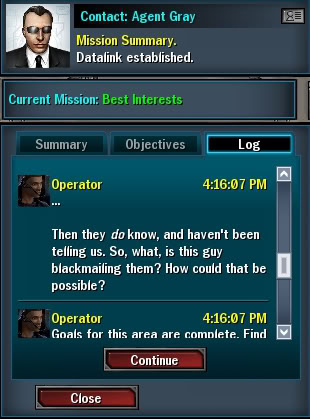 Contact: Agent Gray
Mission Summary.
Datalink established.
Current Mission: Best Interests
Summary
Objectives
Log
Operator 4:16:07 PM
...
Then they do know, and haven't been
telling us. So, what, is this guy
blackmailing them? How could that be
possible?
Operator 4:16:07 PM
Goals for this area are complete. Find
Continue
Close